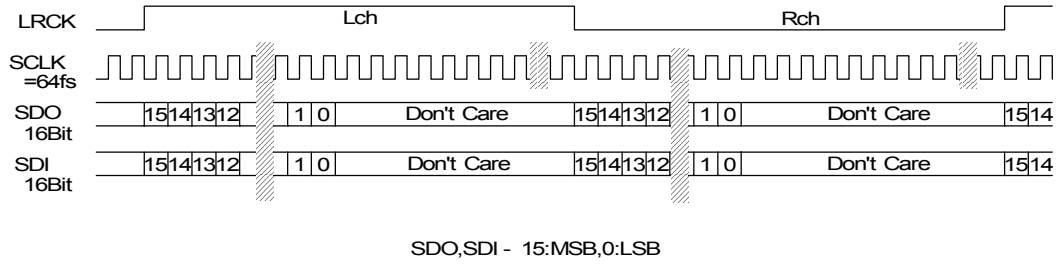 LRCK Lch Rch
SCLK
=64fs
SDO 15 14 13 12 1 0 Don't Care 15 14 13 12 1 0 Don't Care 15 14
16Bit
SDI 15 14 13 12 1 0 Don't Care 15 14 13 12 1 0 Don't Care 15 14
16Bit
SDO,SDI - 15:MSB,0:LSB